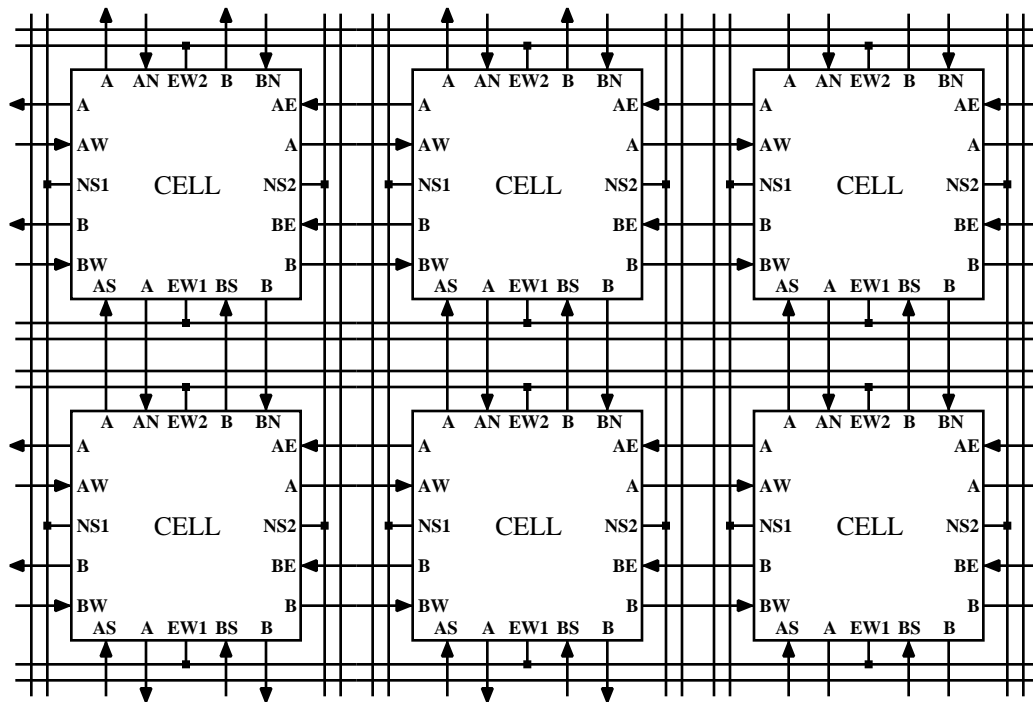 A AN EW2 B BN A AN EW2 B BN A AN EW2 B BN
A AE A AE A AE
AW A AW A AW A
NS1 CELL NS2 NS1 CELL NS2 NS1 CELL NS2
B BE B BE B BE
BW B BW B BW B
AS A EW1 BS B AS A EW1 BS B AS A EW1 BS B
A AN EW2 B BN A AN EW2 B BN A AN EW2 B BN
A AE A AE A AE
AW A AW A AW A
NS1 CELL NS2 NS1 CELL NS2 NS1 CELL NS2
B BE B BE B BE
BW B BW B BW B
AS A EW1 BS B AS A EW1 BS B AS A EW1 BS B